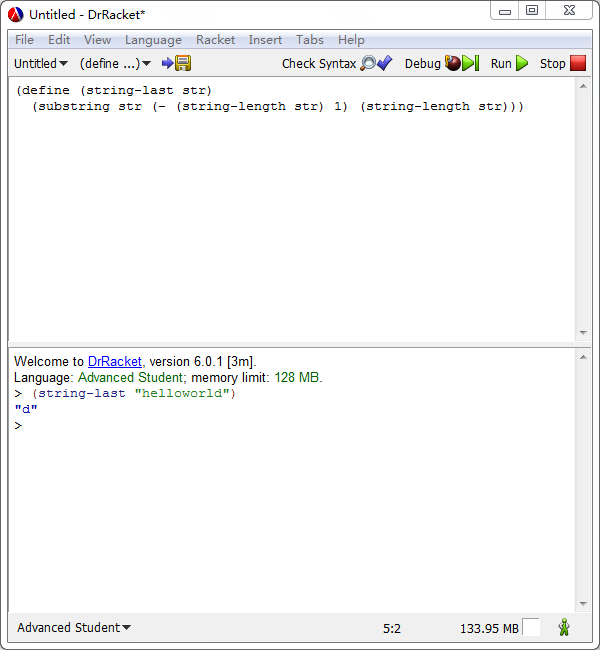 Untitled - DrRacket*
File Edit View Language Racket Insert Tabs Help
Untitled (define ...) Check Syntax Debug Run Stop
(define (string-last str)
  (substring str (- (string-length str) 1) (string-length str)))
Welcome to DrRacket, version 6.0.1 [3m].
Language: Advanced Student; memory limit: 128 MB.
> (string-last "helloworld")
"d"
>
Advanced Student 5:2 133.95 MB